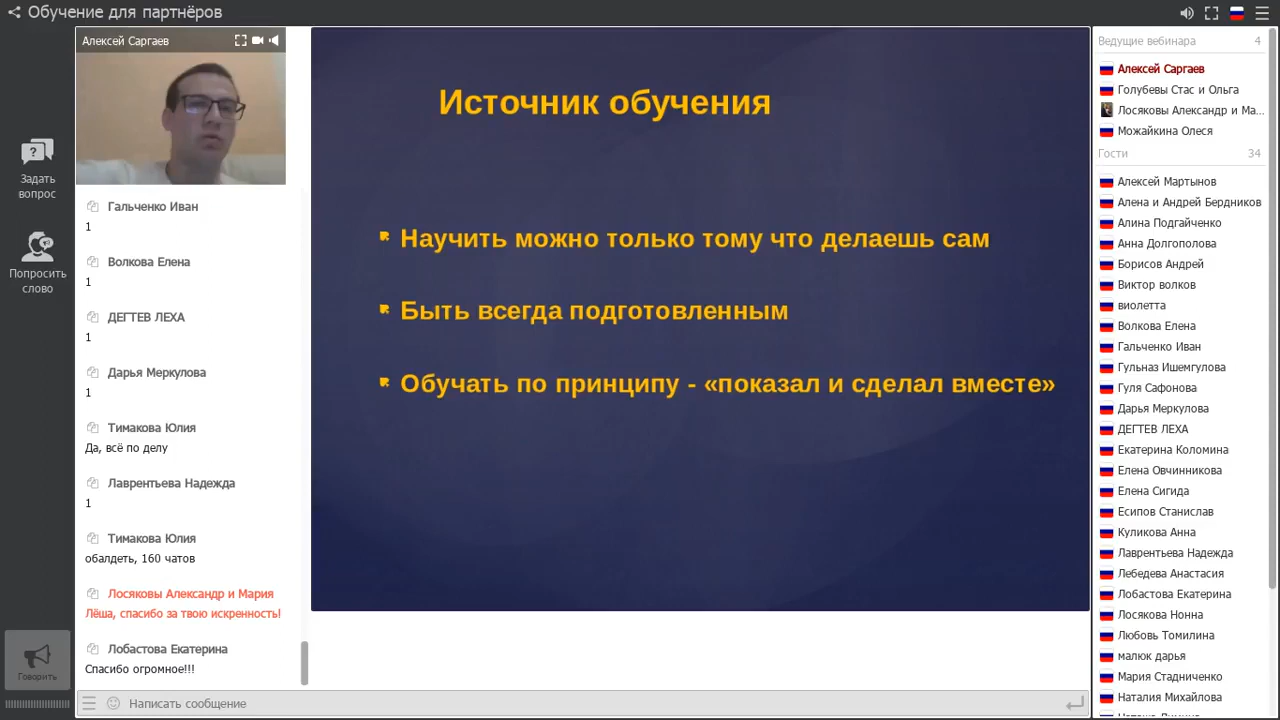 Обучение для партнёров
Задать
вопрос
Попросить
слово
Говорить
Алексей Саргаев
Гальченко Иван
1
Волкова Елена
1
ДЕГТЕВ ЛЕХА
1
Дарья Меркулова
1
Тимакова Юлия
Да, всё по делу
Лаврентьева Надежда
1
Тимакова Юлия
обалдеть, 160 чатов
Лосяковы Александр и Мария
Лёша, спасибо за твою искренность!
Лобастова Екатерина
Спасибо огромное!!!
Написать сообщение
Источник обучения
Научить можно только тому что делаешь сам
Быть всегда подготовленным
Обучать по принципу - «показал и сделал вместе»
Ведущие вебинара 4
Алексей Саргаев
Голубевы Стас и Ольга
Лосяковы Александр и Ма...
Можайкина Олеся
Гости 34
Алексей Мартынов
Алена и Андрей Бердников
Алина Подгайченко
Анна Долгополова
Борисов Андрей
Виктор волков
виолетта
Волкова Елена
Гальченко Иван
Гульназ Ишемгулова
Гуля Сафонова
Дарья Меркулова
ДЕГТЕВ ЛЕХА
Екатерина Коломина
Елена Овчинникова
Елена Сигида
Есипов Станислав
Куликова Анна
Лаврентьева Надежда
Лебедева Анастасия
Лобастова Екатерина
Лосякова Нонна
Любовь Томилина
малюк дарья
Мария Стадниченко
Наталия Михайлова